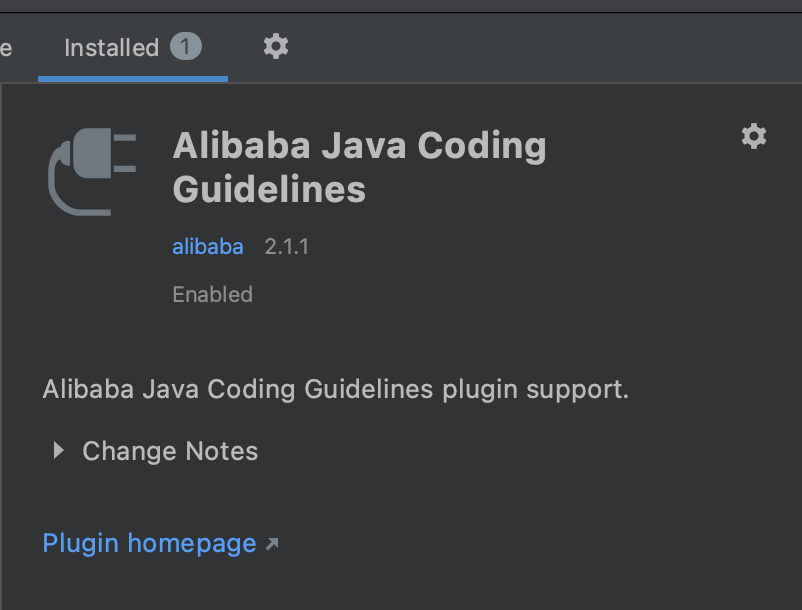 e Installed 1
Alibaba Java Coding
Guidelines
alibaba 2.1.1
Enabled
Alibaba Java Coding Guidelines plugin support.
Change Notes
Plugin homepage